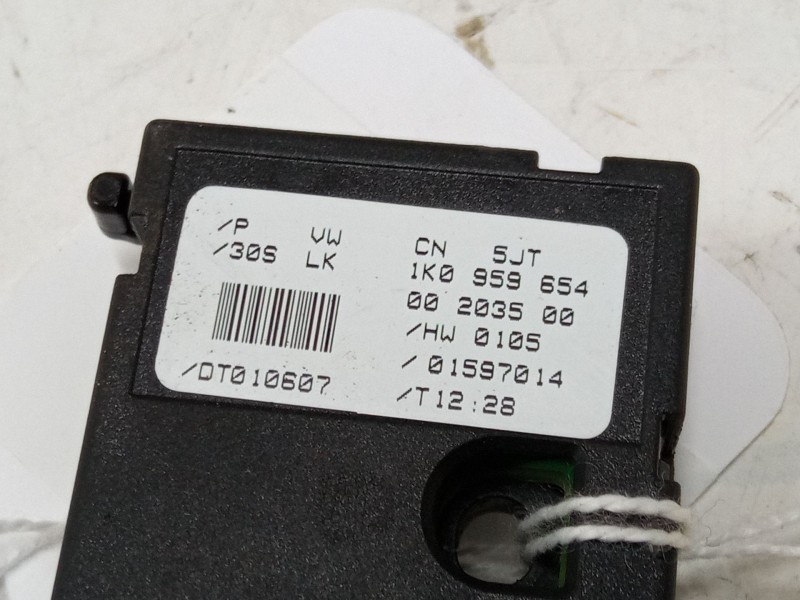 /P VW
/30S LK
/DT010607
CN 5JT
1K0 959 654
00 2035 00
/HW 0105
/01597014
/T12:28